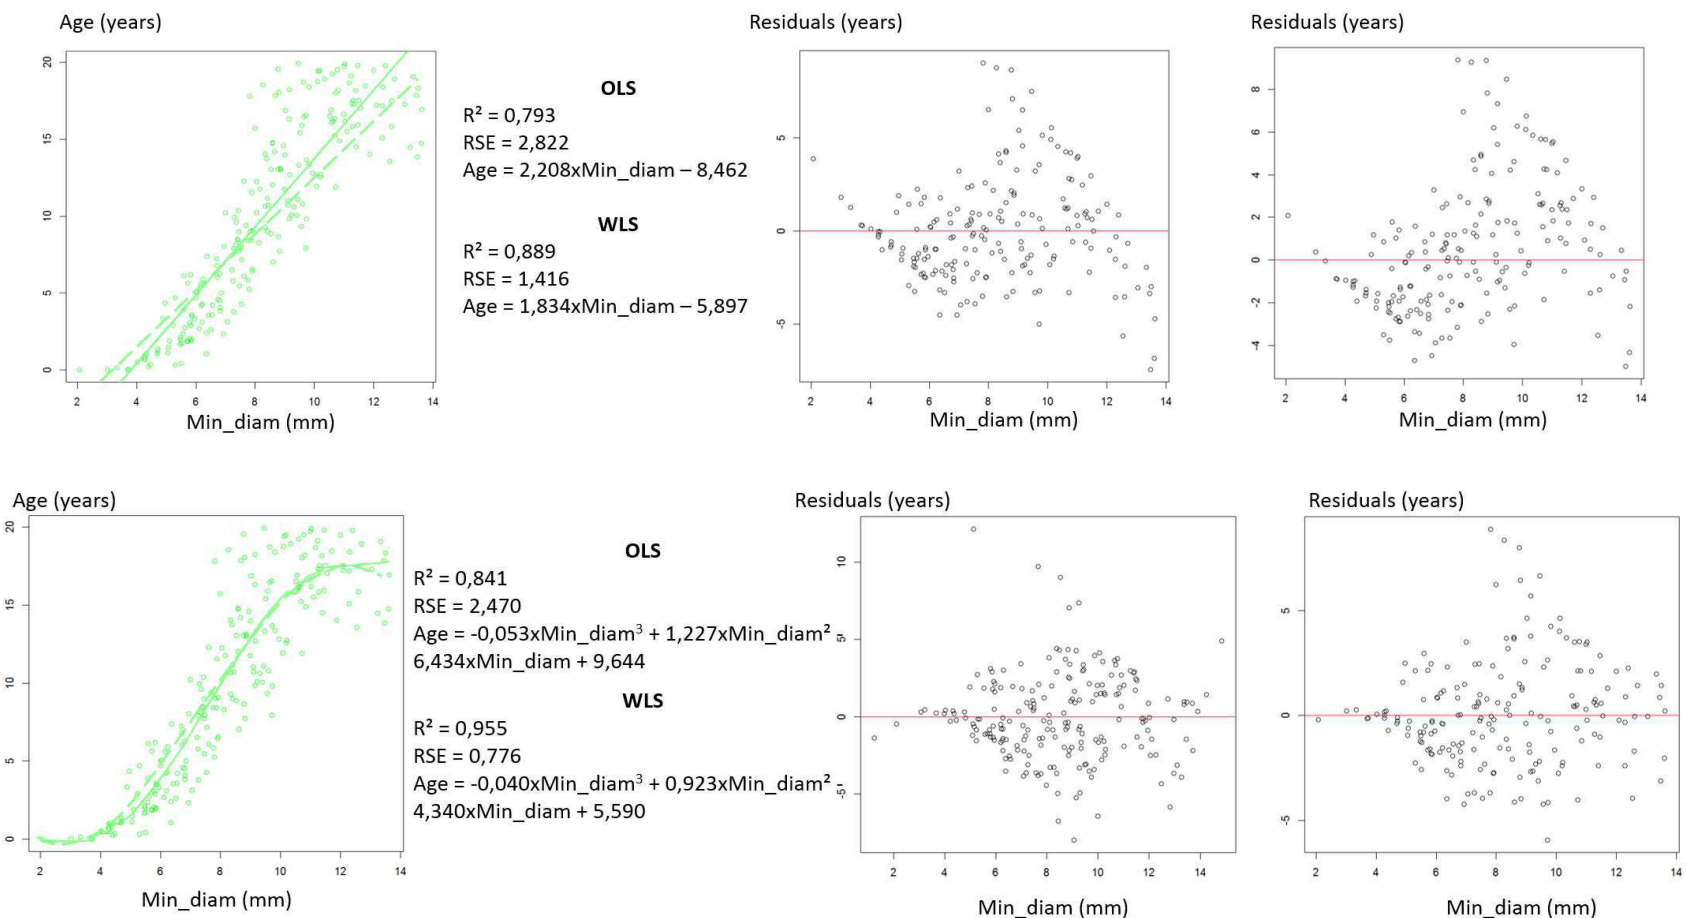 Age (years)
20
15
10
5
0
2 4 6 8 10 12 14
Min_diam (mm)
OLS
R² = 0,793
RSE = 2,822
Age = 2,208xMin_diam – 8,462
WLS
R² = 0,889
RSE = 1,416
Age = 1,834xMin_diam – 5,897
Residuals (years)
5
0
-5
2 4 6 8 10 12 14
Min_diam (mm)
Residuals (years)
8
6
4
2
0
-2
-4
2 4 6 8 10 12 14
Min_diam (mm)
Age (years)
20
15
10
5
0
2 4 6 8 10 12 14
Min_diam (mm)
OLS
R² = 0,841
RSE = 2,470
Age = -0,053xMin_diam³ + 1,227xMin_diam²
6,434xMin_diam + 9,644
WLS
R² = 0,955
RSE = 0,776
Age = -0,040xMin_diam³ + 0,923xMin_diam²
4,340xMin_diam + 5,590
Residuals (years)
10
5
0
-5
2 4 6 8 10 12 14
Min_diam (mm)
Residuals (years)
5
0
-5
2 4 6 8 10 12 14
Min_diam (mm)